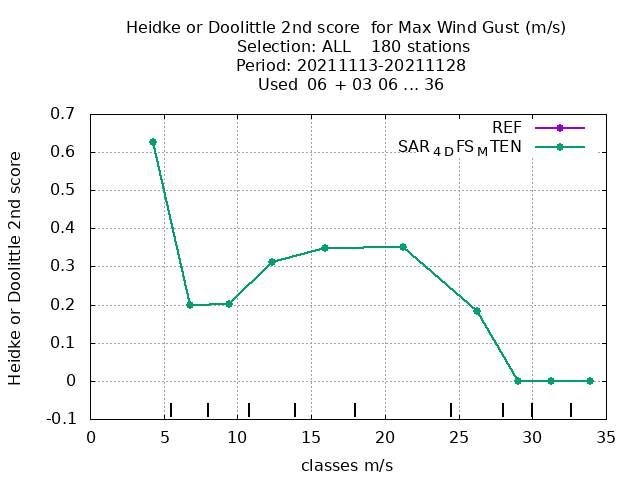 Heidke or Doolittle 2nd score  for Max Wind Gust (m/s)
Selection: ALL    180 stations
Period: 20211113-20211128
Used  06 + 03 06 ... 36
REF
SAR4DFSMTEN
Heidke or Doolittle 2nd score
0.7
0.6
0.5
0.4
0.3
0.2
0.1
0
-0.1
0 5 10 15 20 25 30 35
classes m/s